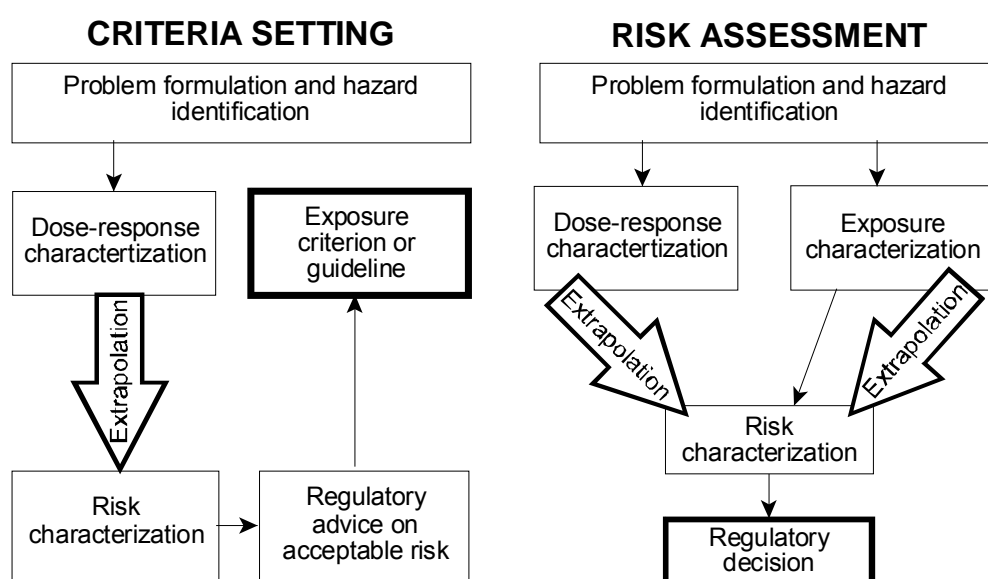 CRITERIA SETTING
Problem formulation and hazard
identification
Dose-response
charactertization
Exposure
criterion or
guideline
Extrapolation
Risk
characterization
Regulatory
advice on
acceptable risk
RISK ASSESSMENT
Problem formulation and hazard
identification
Dose-response
charactertization
Exposure
characterization
Extrapolation
Extrapolation
Risk
characterization
Regulatory
decision